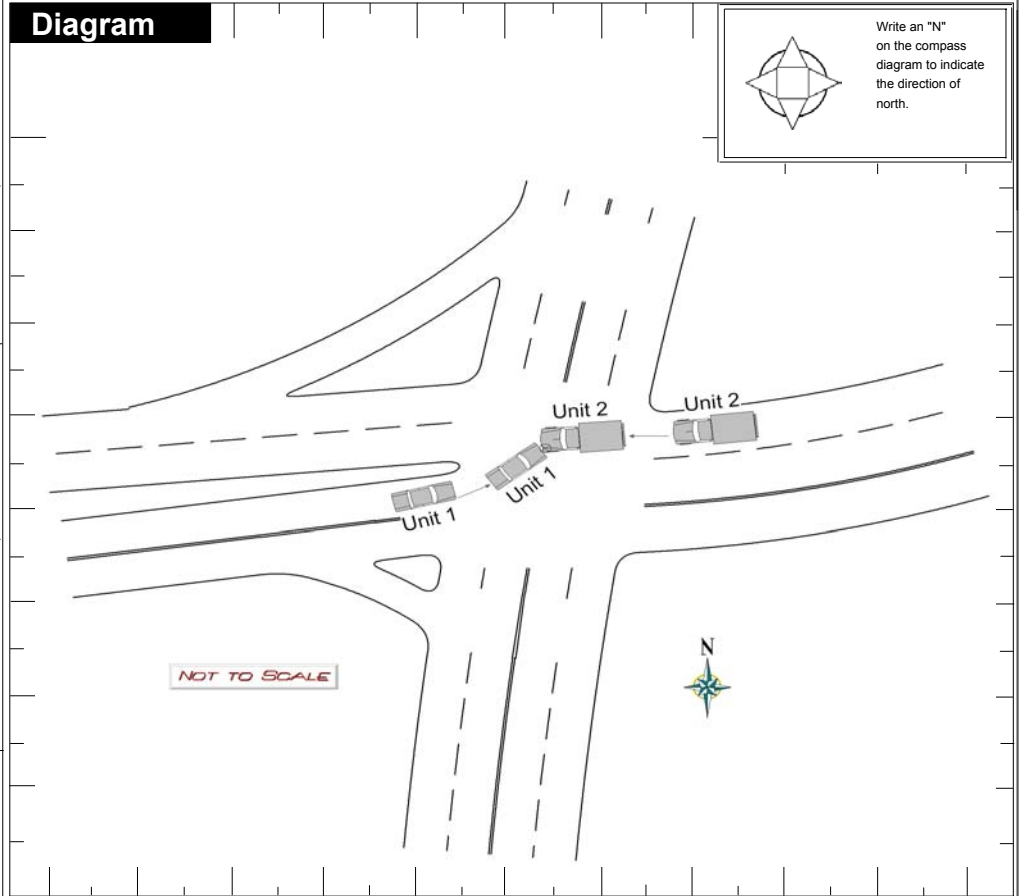 Diagram
Write an "N"
on the compass
diagram to indicate
the direction of
north.
Unit 2
Unit 2
Unit 1
Unit 1
NOT TO SCALE
N